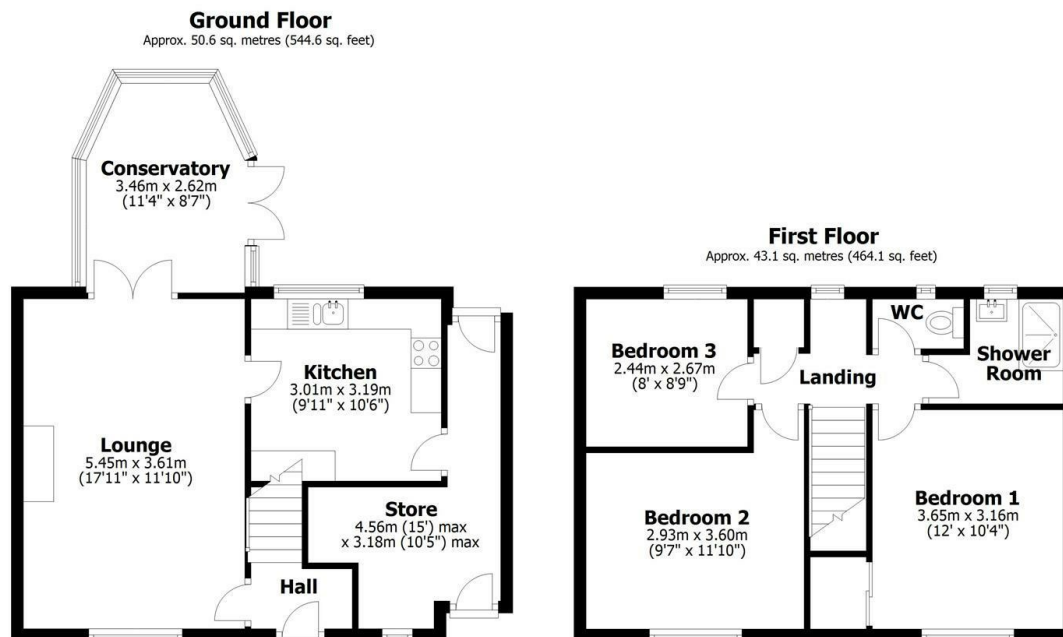 Ground Floor
Approx. 50.6 sq. metres (544.6 sq. feet)
Conservatory
3.46m x 2.62m
(11'4" x 8'7")
Kitchen
3.01m x 3.19m
(9'11" x 10'6")
Lounge
5.45m x 3.61m
(17'11" x 11'10")
Store
4.56m (15') max
x 3.18m (10'5") max
Hall
First Floor
Approx. 43.1 sq. metres (464.1 sq. feet)
WC
Bedroom 3
2.44m x 2.67m
(8' x 8'9")
Landing
Shower
Room
Bedroom 2
2.93m x 3.60m
(9'7" x 11'10")
Bedroom 1
3.65m x 3.16m
(12' x 10'4")